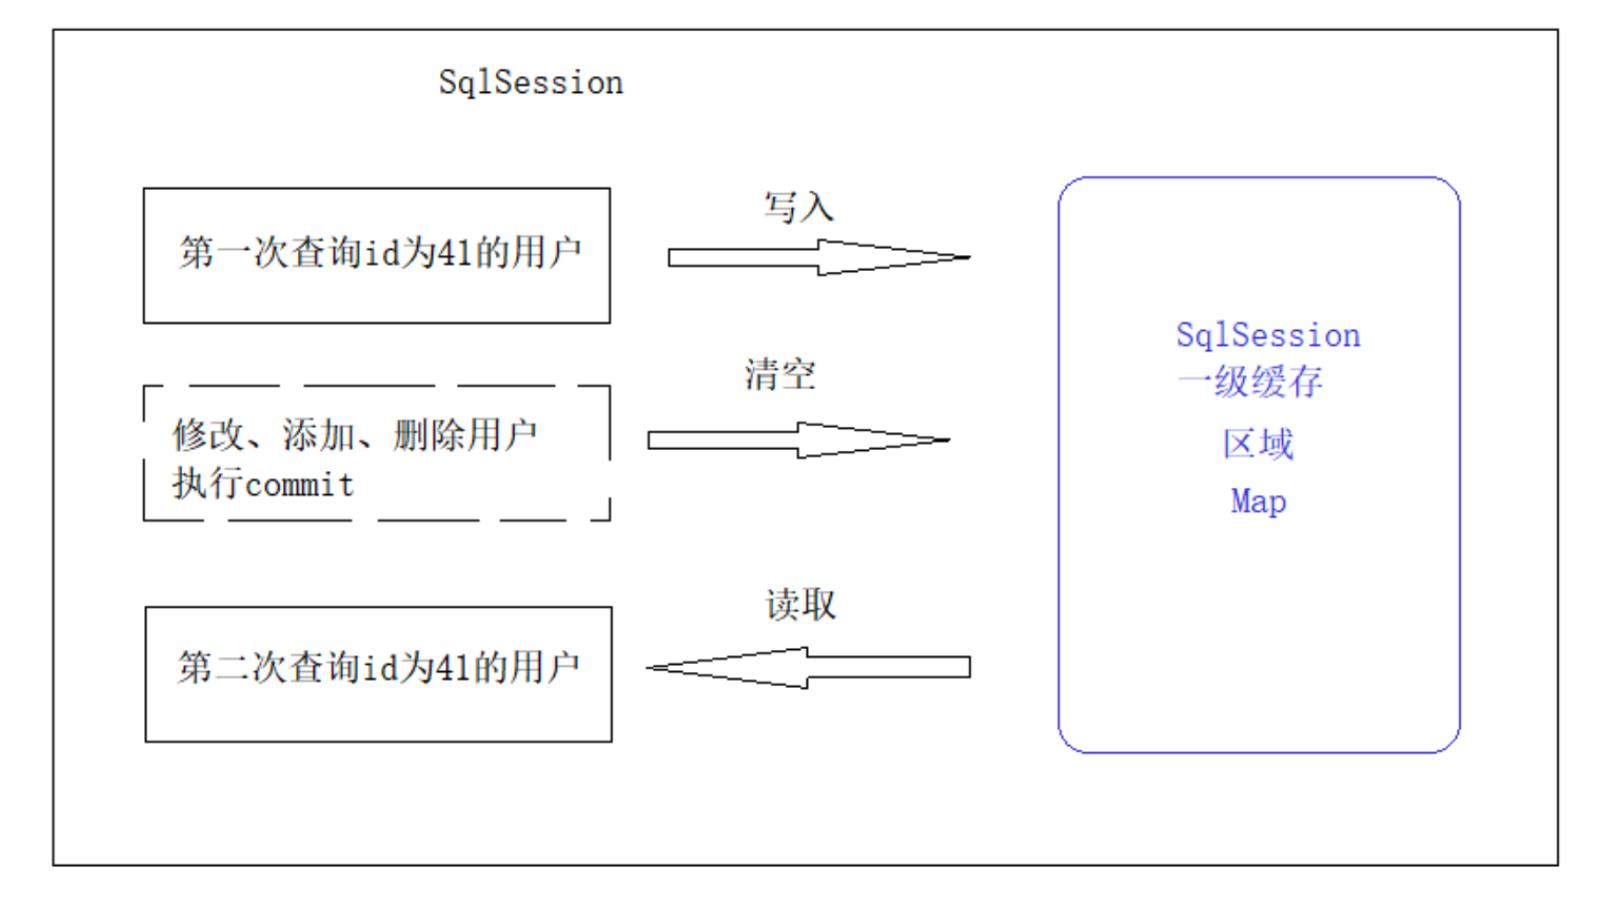 SqlSession
第一次查询id为41的用户
写入
清空
修改、添加、删除用户
执行commit
读取
第二次查询id为41的用户
SqlSession
一级缓存
区域
Map